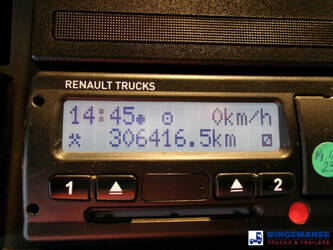 RENAULT TRUCKS
14:45 0km/h
306416.5km
1 2
DINGEMANSE
TRUCKS & TRAILERS